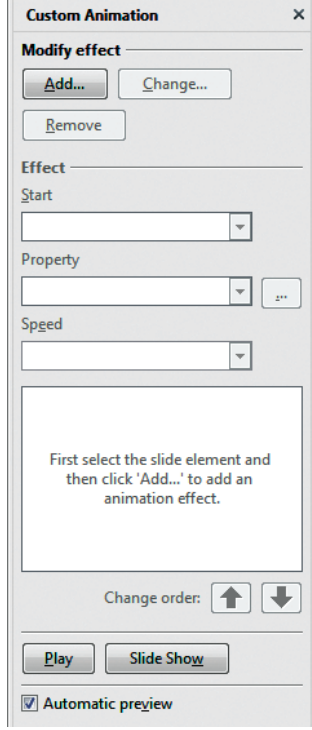 Custom Animation
Modify effect
Add... Change...
Remove
Effect
Start
Property
...
Speed
First select the slide element and
then click 'Add...' to add an
animation effect.
Change order:
Play Slide Show
Automatic preview